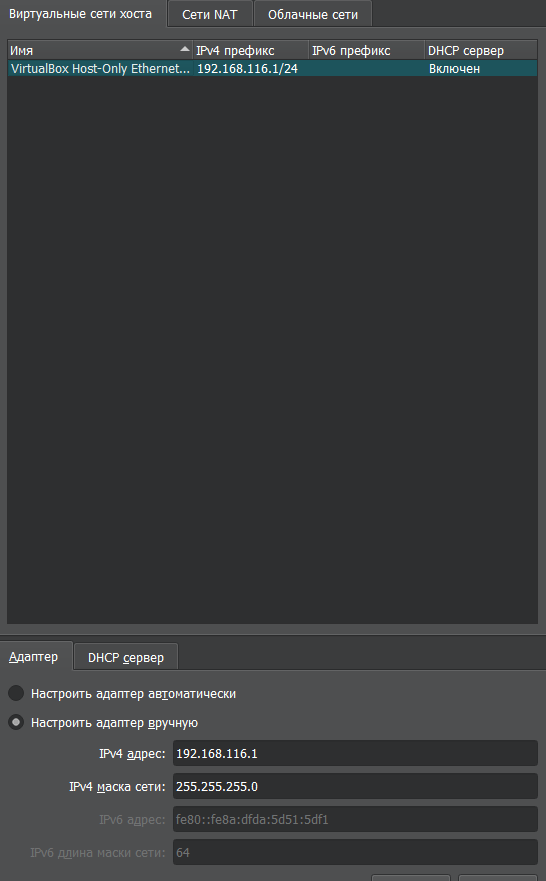 Виртуальные сети хоста Сети NAT Облачные сети
Имя IPv4 префикс IPv6 префикс DHCP сервер
VirtualBox Host-Only Ethernet... 192.168.116.1/24 Включен
Адаптер DHCP сервер
Настроить адаптер автоматически
Настроить адаптер вручную
IPv4 адрес: 192.168.116.1
IPv4 маска сети: 255.255.255.0
IPv6 адрес: fe80::fe8a:dfda:5d51:5df1
IPv6 длина маски сети: 64